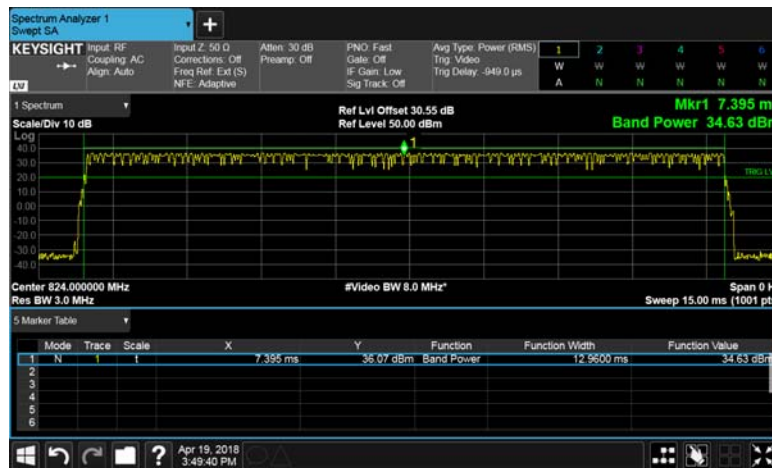 Spectrum Analyzer 1
Swept SA
KEYSIGHT
Input: RF
Coupling: AC
Align: Auto
Input Z: 50 Ω
Corrections: Off
Freq Ref: Ext (S)
NFE: Adaptive
Atten: 30 dB
Preamp: Off
PNO: Fast
Gate: Off
IF Gain: Low
Sig Track: Off
Avg Type: Power (RMS)
Trig: Video
Trig Delay: -949.0 µs
1 2 3 4 5 6
W W W W W W
A N N N N N
LXI
1 Spectrum
Scale/Div 10 dB
Ref Lvl Offset 30.55 dB
Ref Level 50.00 dBm
Mkr1 7.395 m
Band Power 34.63 dBm
Log
40.0
30.0
20.0
10.0
0.00
-10.0
-20.0
-30.0
-40.0
1
TRIG LV
Center 824.000000 MHz
#Video BW 8.0 MHz*
Span 0 H
Res BW 3.0 MHz
Sweep 15.00 ms (1001 pt
5 Marker Table
Mode Trace Scale X Y Function Function Width Function Value
1 N 1 t 7.395 ms 36.07 dBm Band Power 12.9600 ms 34.63 dBm
2
3
4
5
6
?
Apr 19, 2018
3:49:40 PM